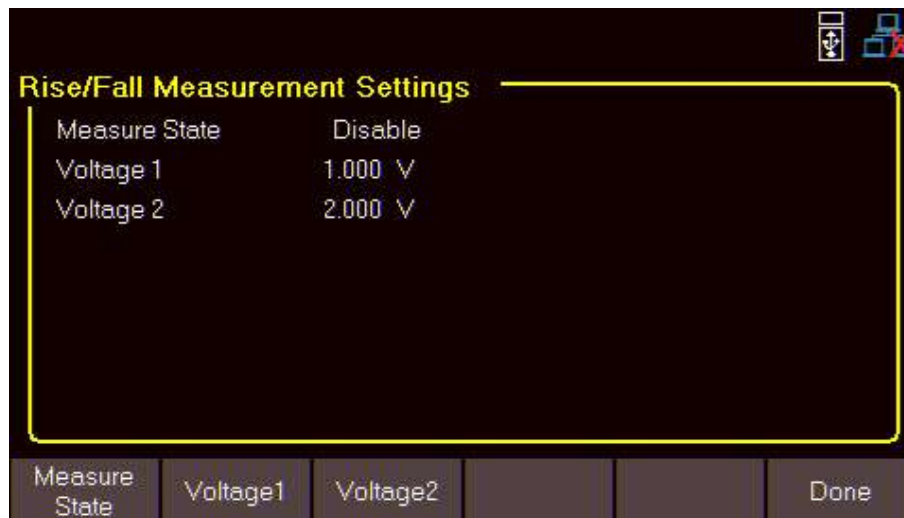 Rise/Fall Measurement Settings
Measure State Disable
Voltage 1 1.000 V
Voltage 2 2.000 V
Measure State Voltage1 Voltage2 Done